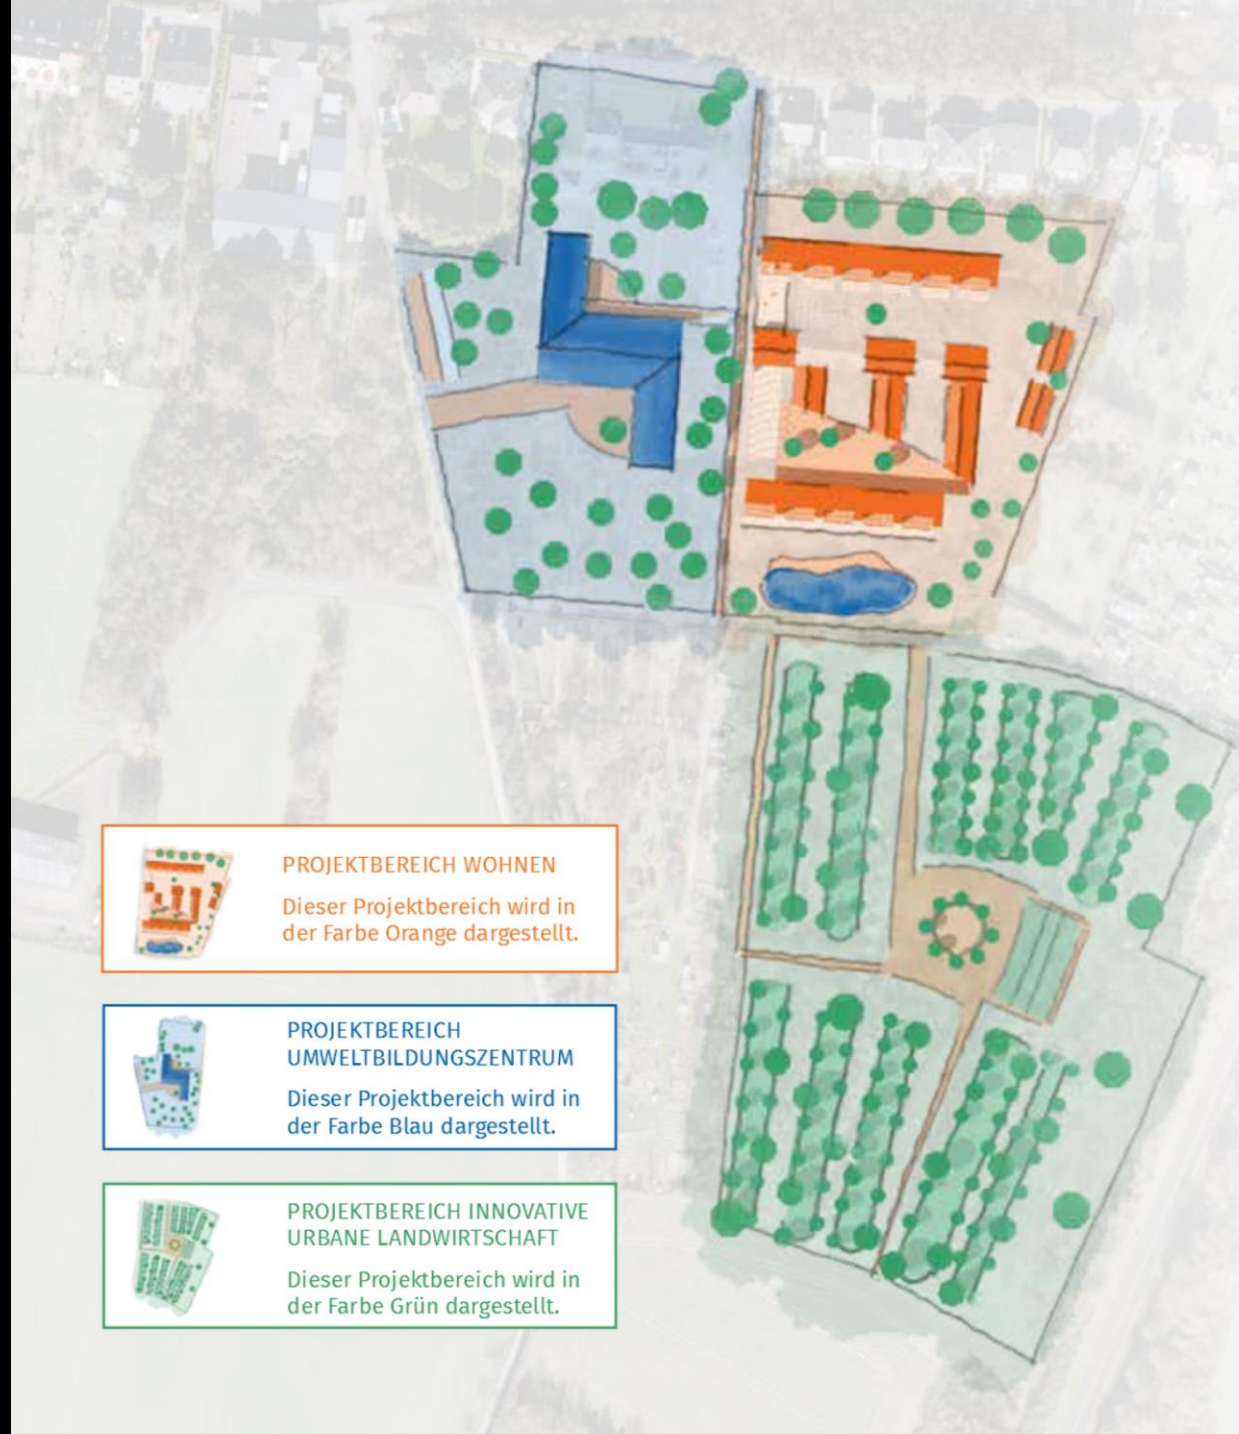 PROJEKTBEREICH WOHNEN
Dieser Projektbereich wird in
der Farbe Orange dargestellt.
PROJEKTBEREICH
UMWELTBILDUNGSZENTRUM
Dieser Projektbereich wird in
der Farbe Blau dargestellt.
PROJEKTBEREICH INNOVATIVE
URBANE LANDWIRTSCHAFT
Dieser Projektbereich wird in
der Farbe Grün dargestellt.